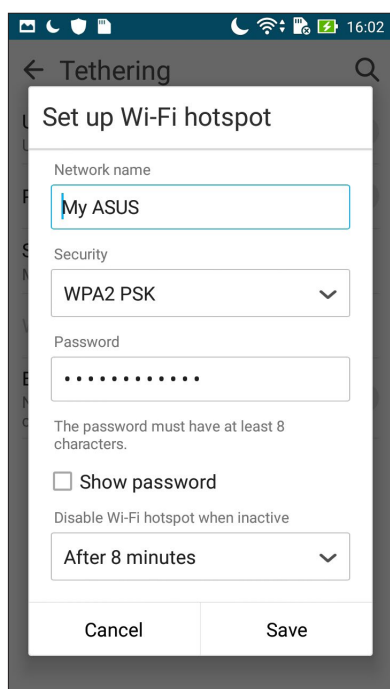 16:02
Tethering
Set up Wi-Fi hotspot
Network name
My ASUS
Security
WPA2 PSK
Password
••••••••••••
The password must have at least 8
characters.
Show password
Disable Wi-Fi hotspot when inactive
After 8 minutes
Cancel
Save